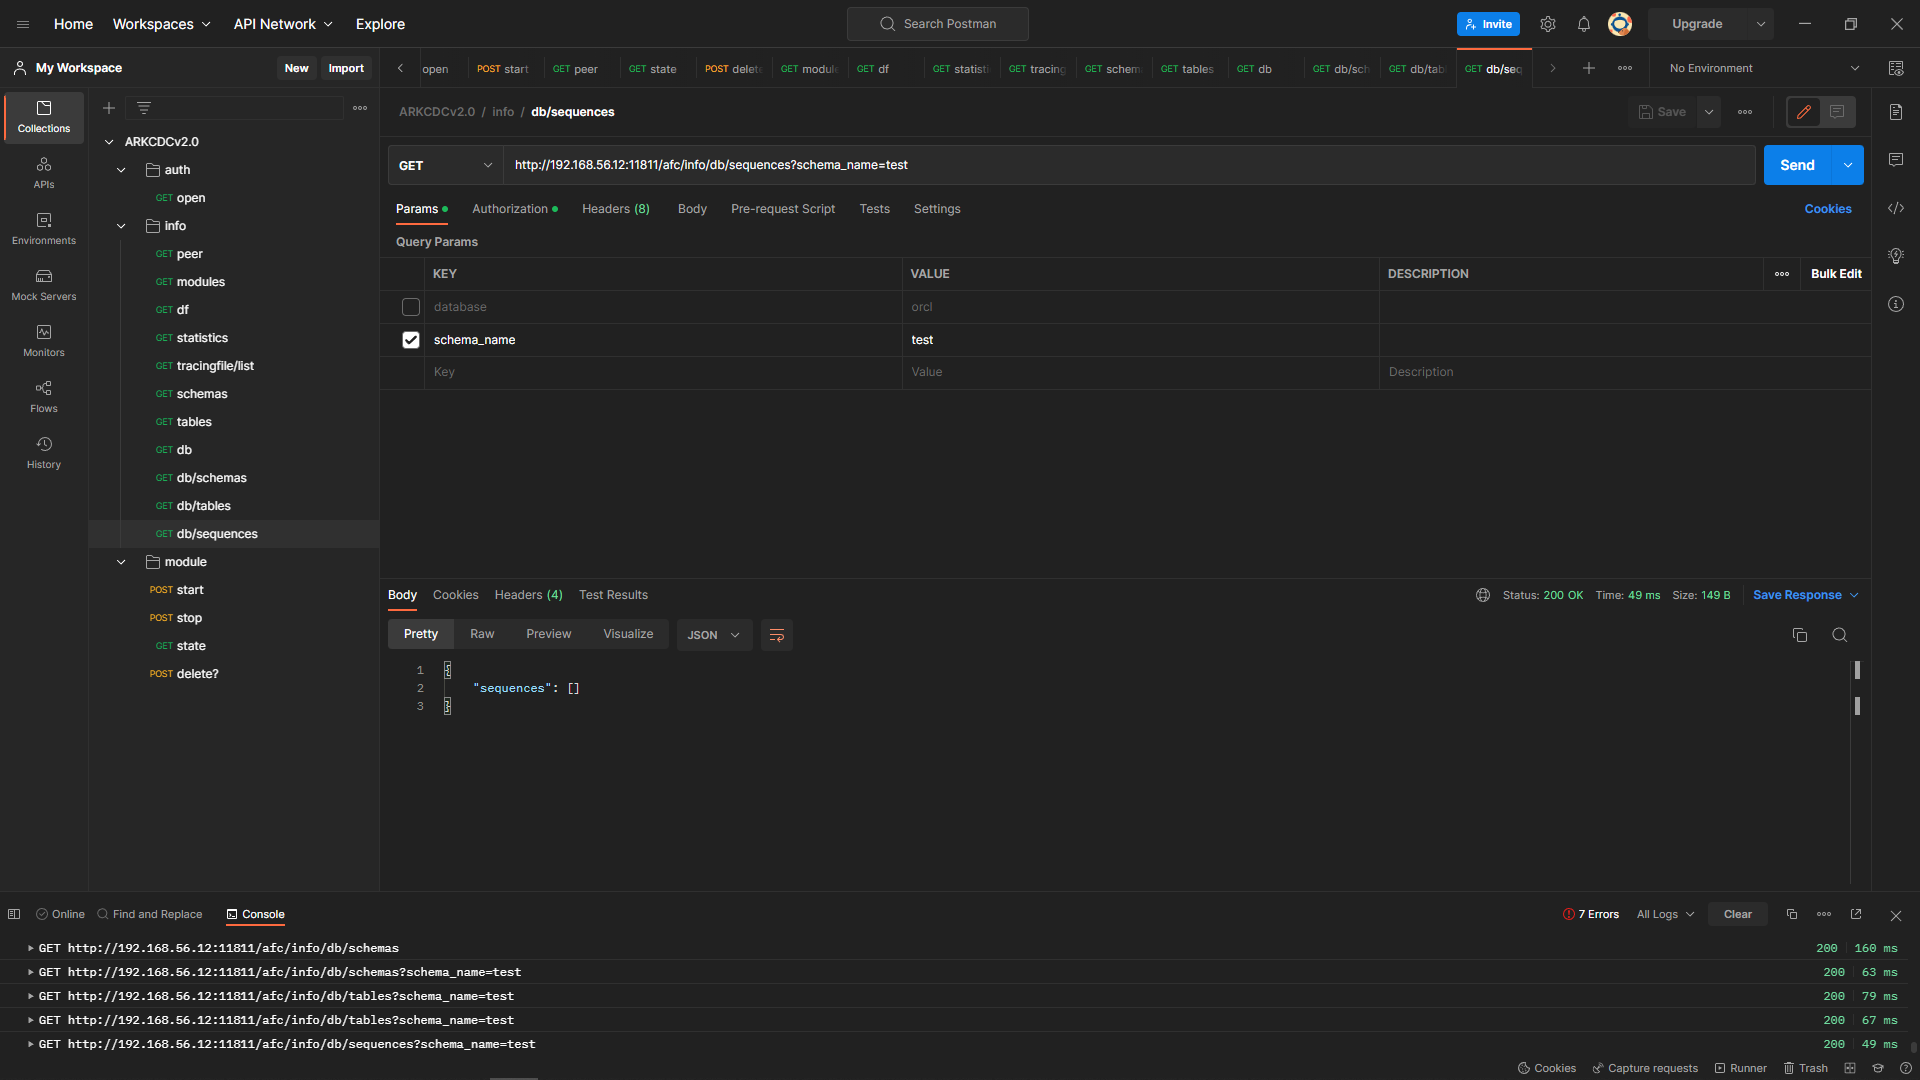 Home
Workspaces
API Network
Explore
Search Postman
Invite
Upgrade
My Workspace
New
Import
open
POST start
GET peer
GET state
POST delet
GET modul
GET df
GET statisti
GET tracing
GET schem
GET tables
GET db
GET db/sch
GET db/tab
GET db/seq
No Environment
Collections
APIs
Environments
Mock Servers
Monitors
Flows
History
ARKCDCv2.0
auth
GET open
info
GET peer
GET modules
GET df
GET statistics
GET tracingfile/list
GET schemas
GET tables
GET db
GET db/schemas
GET db/tables
GET db/sequences
module
POST start
POST stop
GET state
POST delete?
ARKCDCv2.0 / info / db/sequences
Save
GET
http://192.168.56.12:11811/afc/info/db/sequences?schema_name=test
Send
Params
Authorization
Headers (8)
Body
Pre-request Script
Tests
Settings
Cookies
Query Params
KEY
VALUE
DESCRIPTION
Bulk Edit
database
orcl
schema_name
test
Key
Value
Description
Body
Cookies
Headers (4)
Test Results
Status: 200 OK
Time: 49 ms
Size: 149 B
Save Response
Pretty
Raw
Preview
Visualize
JSON
1 {
2 "sequences": []
3 }
Online
Find and Replace
Console
7 Errors
All Logs
Clear
GET http://192.168.56.12:11811/afc/info/db/schemas 200 160 ms
GET http://192.168.56.12:11811/afc/info/db/schemas?schema_name=test 200 63 ms
GET http://192.168.56.12:11811/afc/info/db/tables?schema_name=test 200 79 ms
GET http://192.168.56.12:11811/afc/info/db/tables?schema_name=test 200 67 ms
GET http://192.168.56.12:11811/afc/info/db/sequences?schema_name=test 200 49 ms
Cookies
Capture requests
Runner
Trash